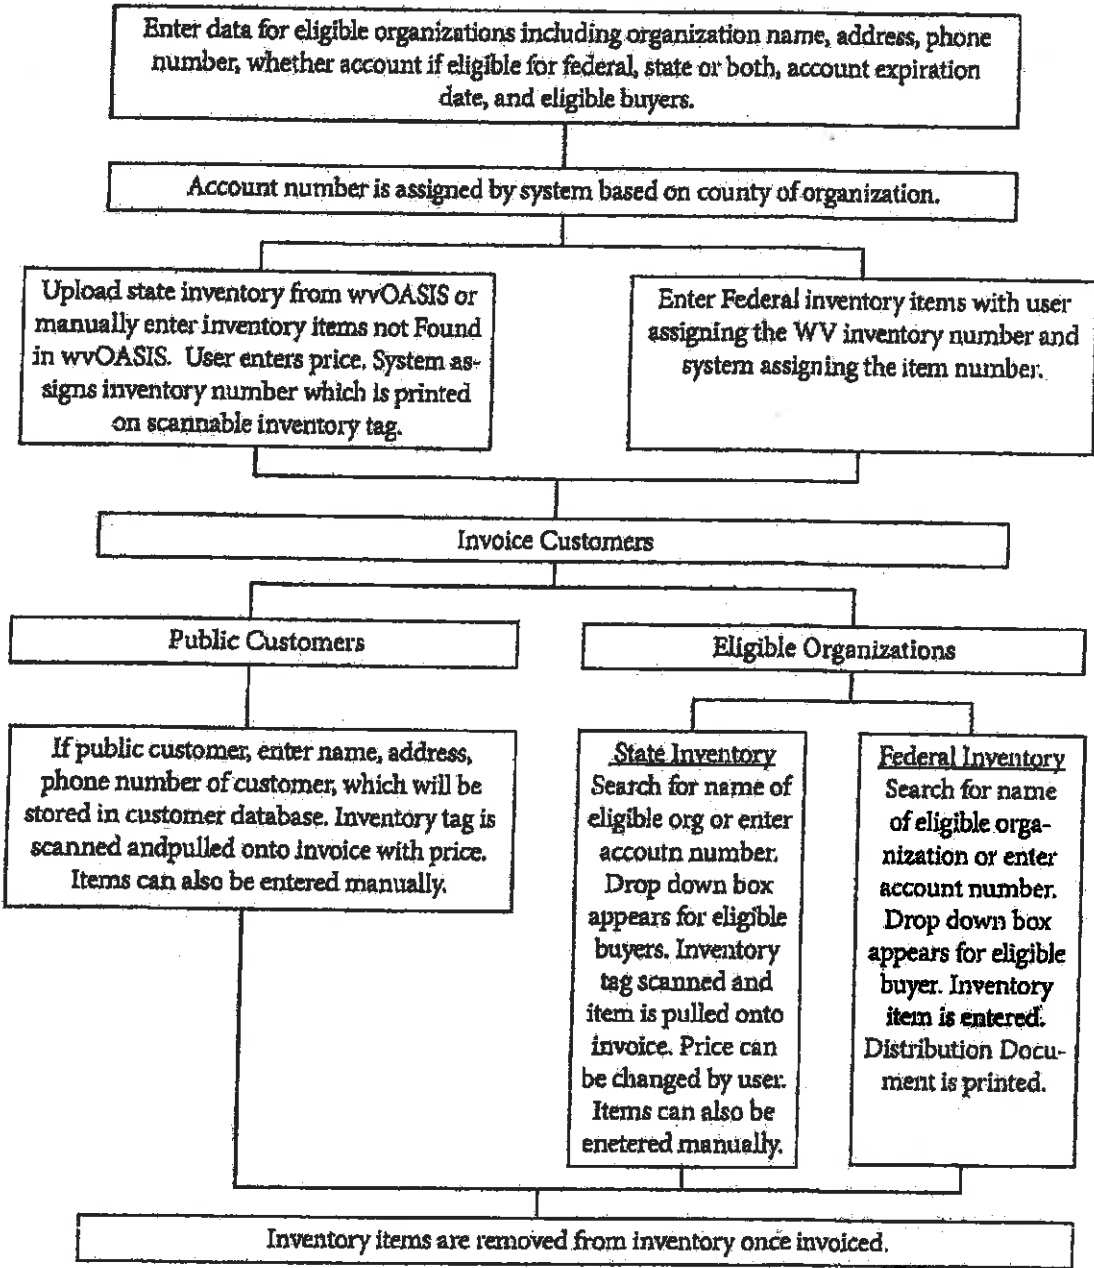 Enter data for eligible organizations including organization name, address, phone
number, whether account if eligible for federal, state or both, account expiration
date, and eligible buyers.
Account number is assigned by system based on county of organization.
Upload state inventory from wvOASIS or
manually enter inventory items not Found
in wvOASIS. User enters price. System as-
signs inventory number which is printed
on scannable inventory tag.
Enter Federal inventory items with user
assigning the WV inventory number and
system assigning the item number.
Invoice Customers
Public Customers
Eligible Organizations
If public customer, enter name, address,
phone number of customer, which will be
stored in customer database. Inventory tag is
scanned andpulled onto invoice with price.
Items can also be entered manually.
State Inventory
Search for name of
eligible org or enter
accoutn number.
Drop down box
appears for eligible
buyers. Inventory
tag scanned and
item is pulled onto
invoice. Price can
be changed by user.
Items can also be
enetered manually.
Federal Inventory
Search for name
of eligible orga-
nization or enter
account number.
Drop down box
appears for eligible
buyer. Inventory
item is entered.
Distribution Docu-
ment is printed.
Inventory items are removed from inventory once invoiced.